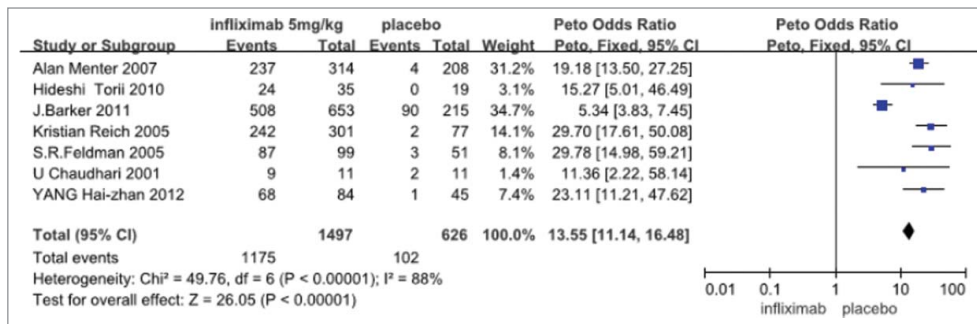 infliximab 5mg/kg placebo Peto Odds Ratio Peto Odds Ratio
Study or Subgroup Events Total Events Total Weight Peto, Fixed, 95% CI Peto, Fixed, 95% CI
Alan Menter 2007 237 314 4 208 31.2% 19.18 [13.50, 27.25]
Hideshi Torii 2010 24 35 0 19 3.1% 15.27 [5.01, 46.49]
J.Barker 2011 508 653 90 215 34.7% 5.34 [3.83, 7.45]
Kristian Reich 2005 242 301 2 77 14.1% 29.70 [17.61, 50.08]
S.R.Feldman 2005 87 99 3 51 8.1% 29.78 [14.98, 59.21]
U Chaudhari 2001 9 11 2 11 1.4% 11.36 [2.22, 58.14]
YANG Hai-zhan 2012 68 84 1 45 7.4% 23.11 [11.21, 47.62]
Total (95% CI) 1497 626 100.0% 13.55 [11.14, 16.48]
Total events 1175 102
Heterogeneity: Chi² = 49.76, df = 6 (P < 0.00001); I² = 88%
Test for overall effect: Z = 26.05 (P < 0.00001)
0.01 0.1 1 10 100
infliximab placebo